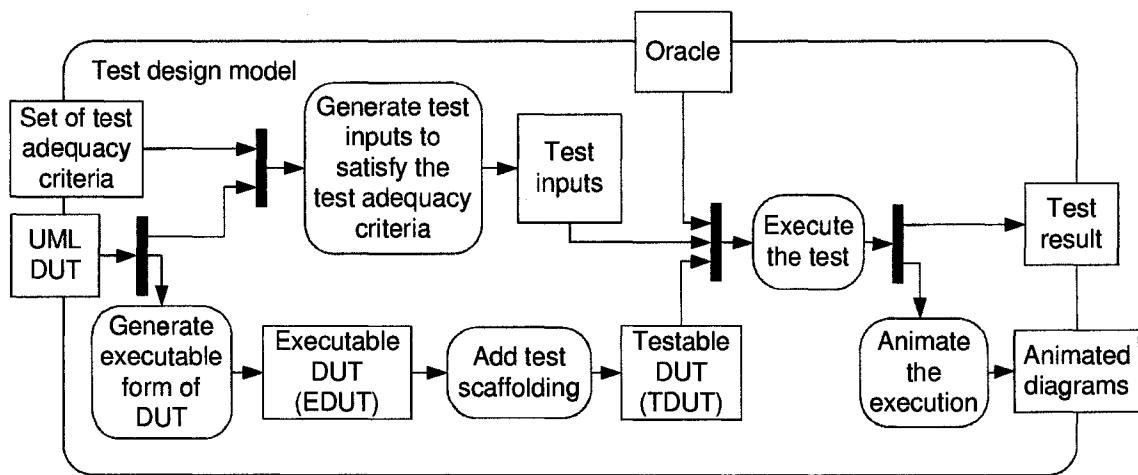 Oracle
Test design model
Set of test
adequacy
criteria
Generate test
inputs to
satisfy the
test adequacy
criteria
Test
inputs
UML
DUT
Execute
the test
Test
result
Generate
executable
form of
DUT
Executable
DUT
(EDUT)
Add test
scaffolding
Testable
DUT
(TDUT)
Animate
the
execution
Animated
diagrams